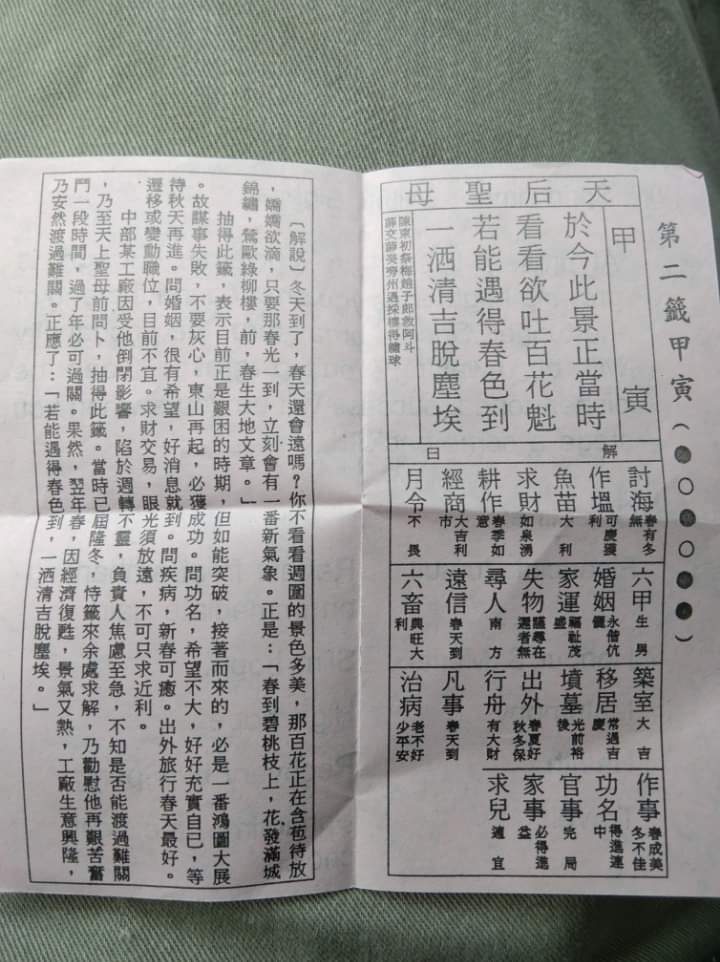 第二籤甲寅（●○●○●●）
天后聖母
甲寅
於今此景正當時
看看欲吐百花魁
若能遇得春色到
一洒清吉脫塵埃
陳東初祭梅趙子郎救阿斗
薛交薛葵 州遇採樓得繡球
解曰
討海 春有多無
作塭 可慶獲利
魚苗 大利
求財 如泉湧
耕作 春季如意
經商 大吉利市
月令 不畏
六甲 生男
婚姻 永偕伉儷
家運 福祉茂盛
失物 隨尋在遲者無
尋人 南方
遠信 春天到
六畜 興旺大利
築室 大吉
移居 常遇吉慶
墳墓 光前裕後
出外 春夏好秋冬保
行舟 有大財
凡事 春天到
治病 老不好少平安
作事 春成美冬不佳
功名 得進連中
官事 完局
家事 必得進益
求兒 適宜
〔解說〕冬天到了，春天還會遠嗎？你不看看週圍的景色多美，那百花正在含苞待放
，嬌嬌欲滴，只要那春光一到，立刻會有一番新氣象。正是：「春到碧桃枝上，花發滿城
錦繡，鶯歐綠柳樓，前，春生大地文章。」
抽得此籤，表示目前正是艱困的時期，但如能突破，接著而來的，必是一番鴻圖大展
。故謀事失敗，不要灰心，東山再起，必獲成功。問功名，希望不大，好好充實自己，等
待秋天再進。問婚姻，很有希望，好消息就到。問疾病，新春可癒。出外旅行春天最好。
遷移或變動職位，目前不宜。求財交易，眼光須放遠，不可只求近利。
中部某工廠因受他倒閉影響，陷於週轉不靈，負責人焦慮至急，不知是否能渡過難關
，乃至天上聖母前問卜，抽得此籤。當時已屆隆冬，恃籤來余處求解，乃勸慰他再艱苦奮
鬥一段時間，過了年必可過關。果然，翌年春，因經濟復甦，景氣又熱，工廠生意興隆，
乃安然渡過難關。正應了：「若能遇得春色到，一洒清吉脫塵埃。」